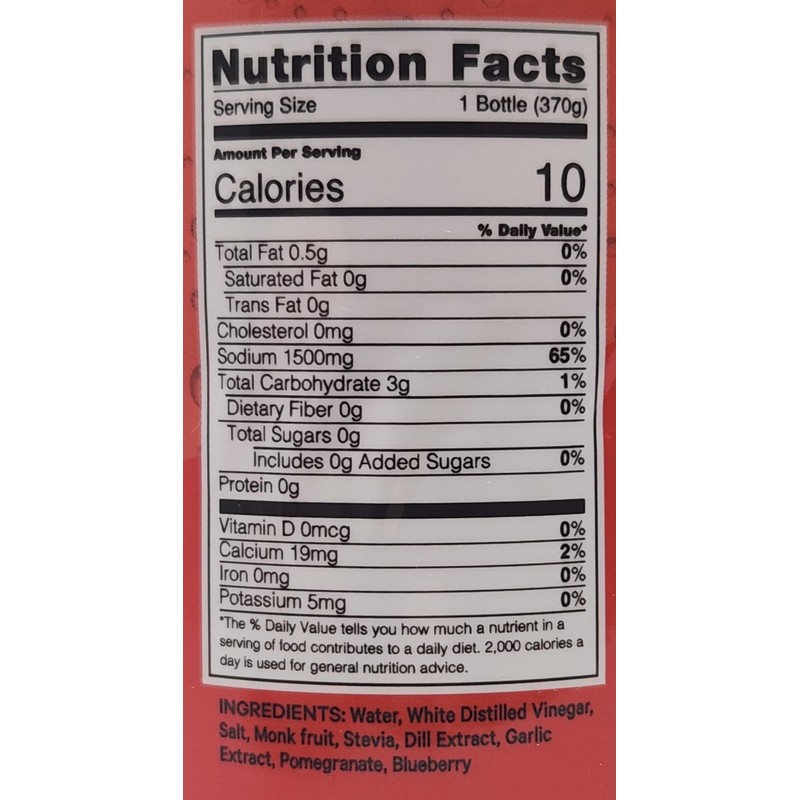 Nutrition Facts
Serving Size 1 Bottle (370g)
Amount Per Serving
Calories 10
% Daily Value*
Total Fat 0.5g 0%
Saturated Fat 0g 0%
Trans Fat 0g
Cholesterol 0mg 0%
Sodium 1500mg 65%
Total Carbohydrate 3g 1%
Dietary Fiber 0g 0%
Total Sugars 0g
Includes 0g Added Sugars 0%
Protein 0g
Vitamin D 0mcg 0%
Calcium 19mg 2%
Iron 0mg 0%
Potassium 5mg 0%
*The % Daily Value tells you how much a nutrient in a
serving of food contributes to a daily diet. 2,000 calories a
day is used for general nutrition advice.
INGREDIENTS: Water, White Distilled Vinegar,
Salt, Monk fruit, Stevia, Dill Extract, Garlic
Extract, Pomegranate, Blueberry